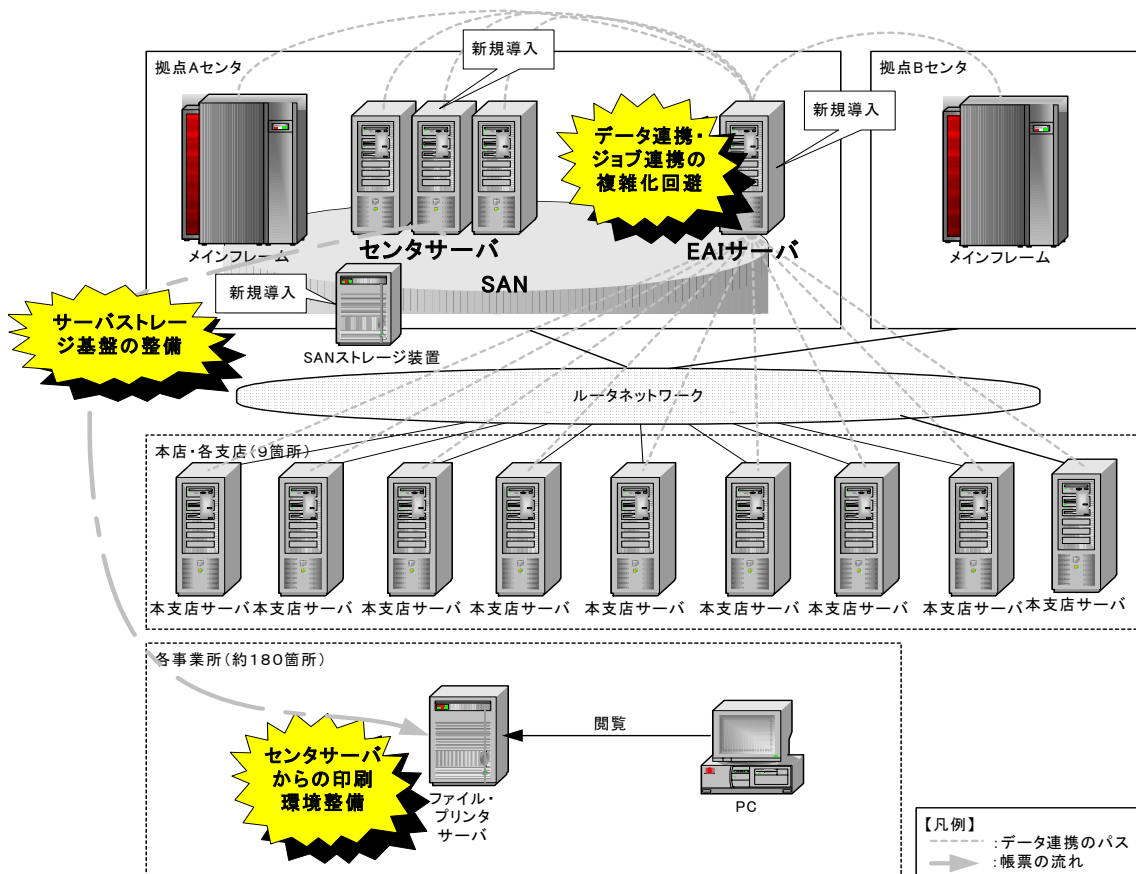 拠点Aセンタ
新規導入
拠点Bセンタ
新規導入
データ連携・
ジョブ連携の
複雑化回避
メインフレーム
センタサーバ
EAIサーバ
メインフレーム
SAN
新規導入
サーバストレー
ジ基盤の整備
SANストレージ装置
ルータネットワーク
本店・各支店(9箇所)
本支店サーバ
本支店サーバ
本支店サーバ
本支店サーバ
本支店サーバ
本支店サーバ
本支店サーバ
本支店サーバ
本支店サーバ
各事業所(約180箇所)
閲覧
センタサーバ
からの印刷
環境整備
ファイル・
プリンタ
サーバ
PC
【凡例】
:データ連携のパス
:帳票の流れ